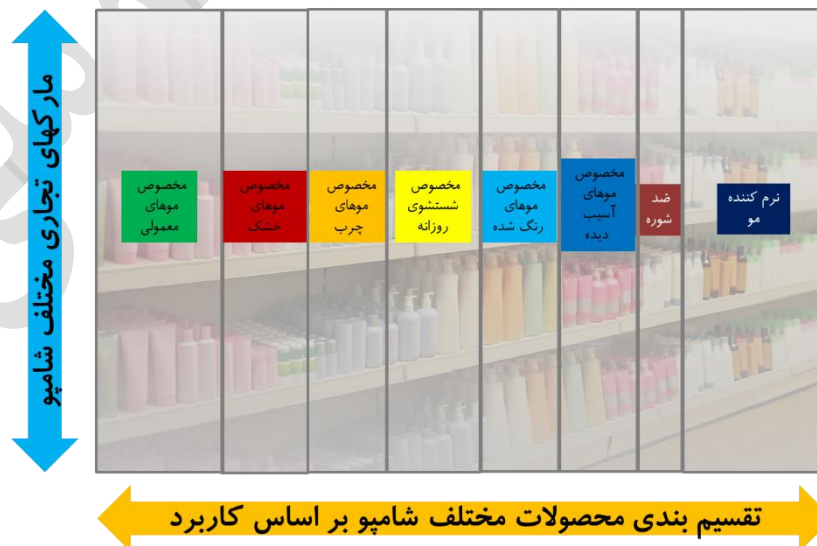 مارکهای تجاری مختلف شامپو
نرم کننده
مو
ضد
شوره
مخصوص
موهای
آسیب
دیده
مخصوص
موهای
رنگ شده
مخصوص
شستشوی
روزانه
مخصوص
موهای
چرب
مخصوص
موهای
خشک
مخصوص
موهای
معمولی
تقسیم بندی محصولات مختلف شامپو بر اساس کاربرد